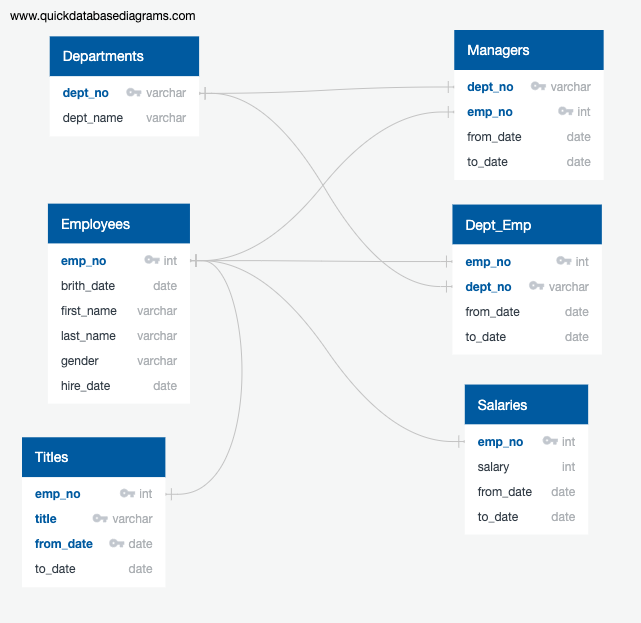 www.quickdatabasediagrams.com
Departments
dept_no varchar
dept_name varchar
Managers
dept_no varchar
emp_no int
from_date date
to_date date
Employees
emp_no int
brith_date date
first_name varchar
last_name varchar
gender varchar
hire_date date
Dept_Emp
emp_no int
dept_no varchar
from_date date
to_date date
Titles
emp_no int
title varchar
from_date date
to_date date
Salaries
emp_no int
salary int
from_date date
to_date date